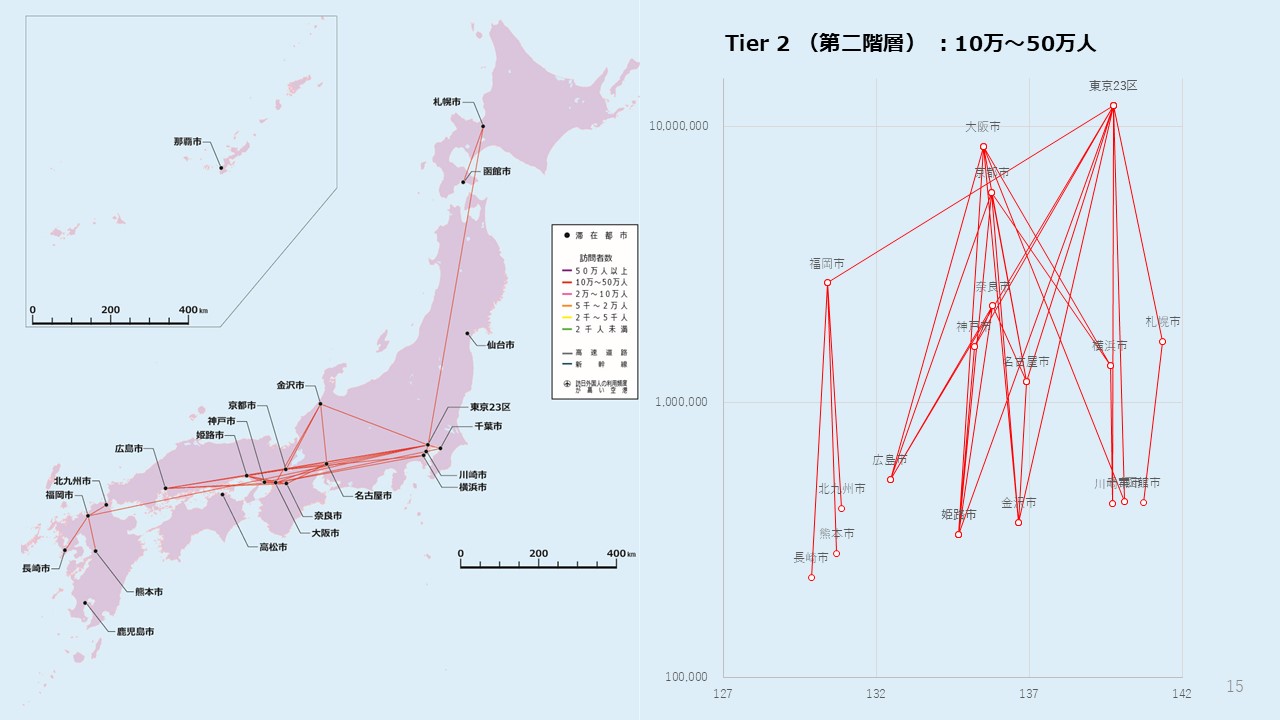 Tier 2 （第二階層） ：10万～50万人
那覇市
0 200 400 km
札幌市
函館市
仙台市
● 滞在都市
訪問者数
50万人以上
10万～50万人
2万～10万人
5千～2万人
2千～5千人
2千人未満
高速道路
新幹線
訪日外国人の利用頻度
が高い空港
金沢市
京都市
神戸市
姫路市
広島市
北九州市
福岡市
長崎市
熊本市
鹿児島市
高松市
大阪市
奈良市
名古屋市
東京23区
千葉市
川崎市
横浜市
0 200 400 km
10,000,000
1,000,000
100,000
127 132 137 142
東京23区
大阪市
京都市
福岡市
奈良市
神戸市
札幌市
横浜市
名古屋市
広島市
北九州市
姫路市
金沢市
熊本市
長崎市
15